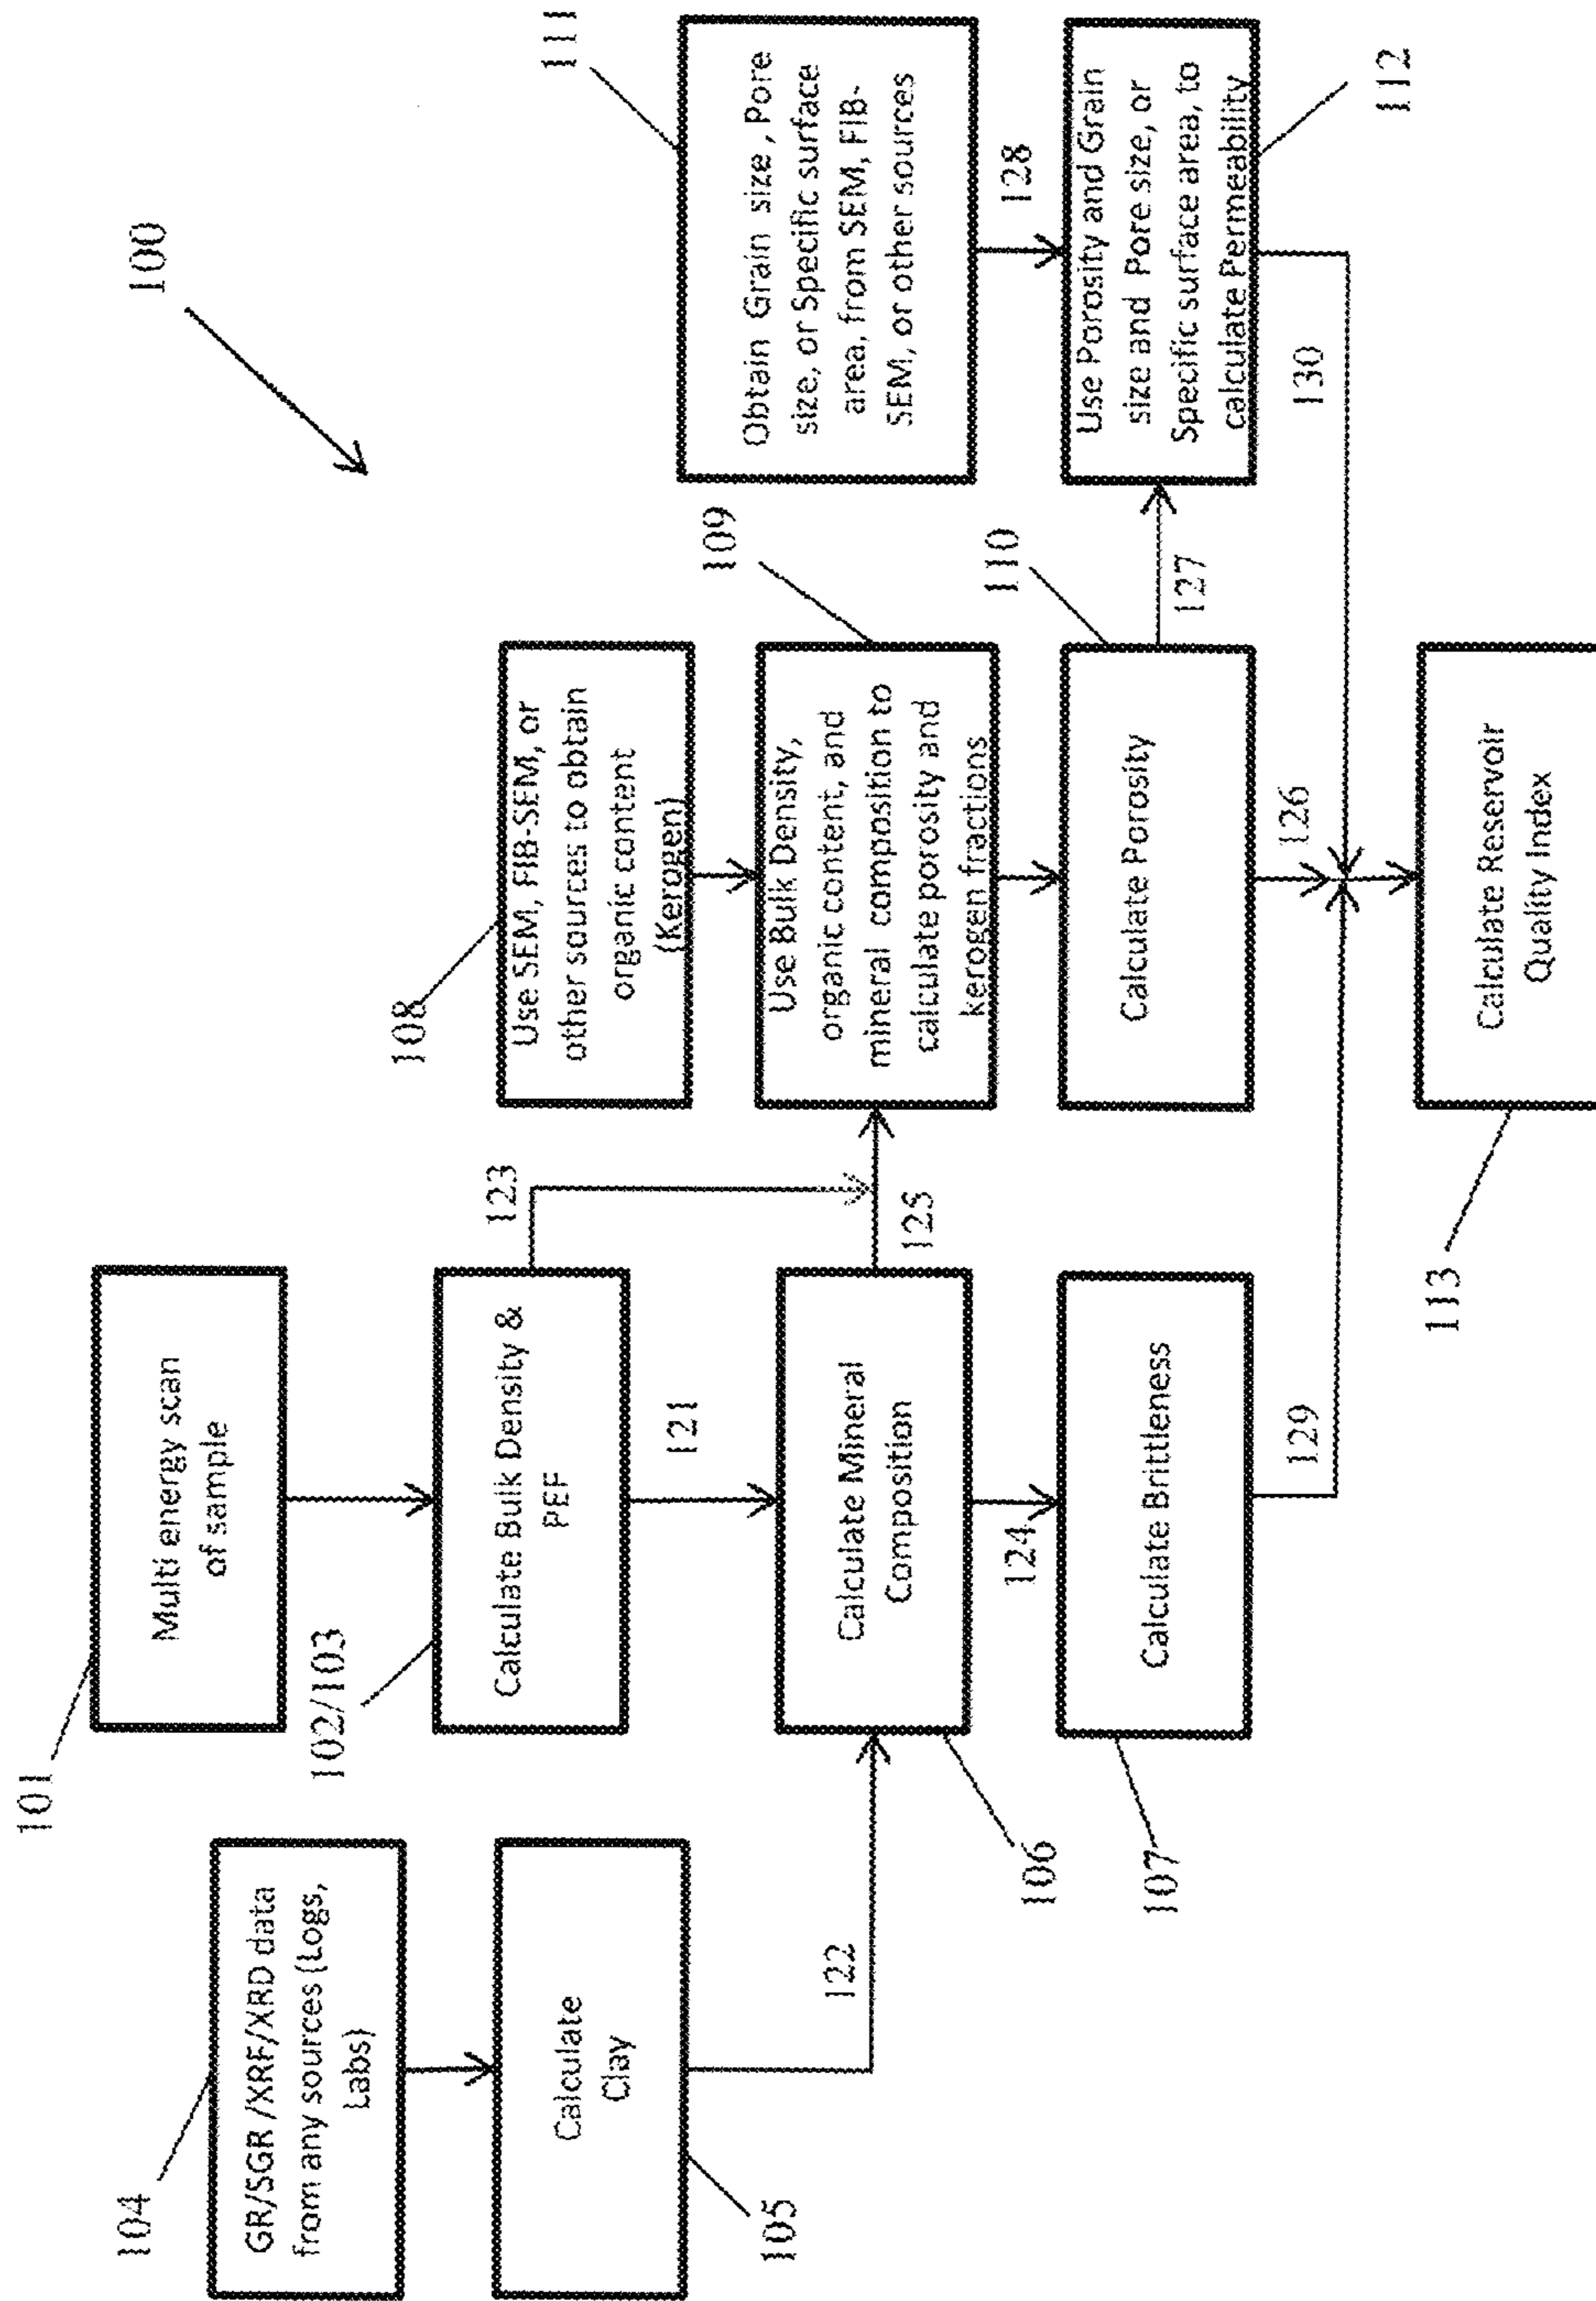 100
101
Multi energy scan
of sample
104
GR/SGR /XRF/XRD data
from any sources (Logs,
Labs)
102/103
Calculate Bulk Density &
PEF
123
108
Use SEM, FIB-SEM, or
other sources to obtain
organic content
(Kerogen)
111
Obtain Grain size , Pore
size, or Specific surface
area, from SEM, FIB-
SEM, or other sources
105
Calculate
Clay
121
109
Use Bulk Density,
organic content, and
mineral composition to
calculate porosity and
kerogen fractions
122
106
Calculate Mineral
Composition
125
128
110
Calculate Porosity
127
112
Use Porosity and Grain
size and Pore size, or
Specific surface area, to
calculate Permeability
124
107
Calculate Brittleness
129
126
130
113
Calculate Reservoir
Quality Index